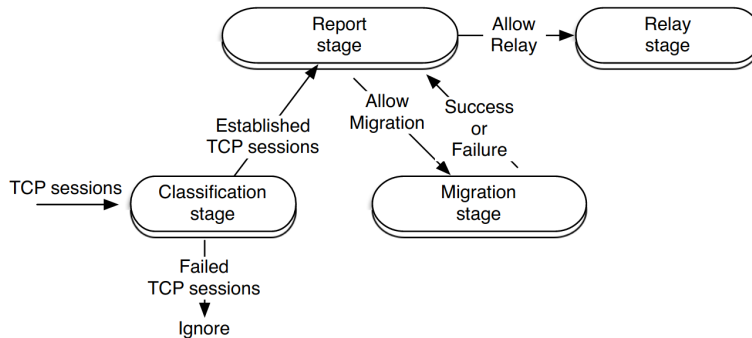 Report
stage
Allow
Relay
Relay
stage
Allow
Migration
Success
or
Failure
Established
TCP sessions
TCP sessions
Classification
stage
Migration
stage
Failed
TCP sessions
Ignore